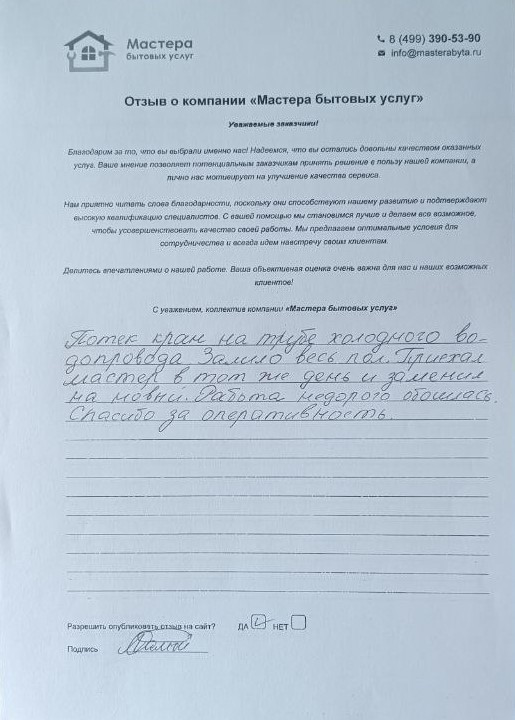 Мастера
бытовых услуг
8 (499) 390-53-90
info@masterabyta.ru
Отзыв о компании «Мастера бытовых услуг»
Уважаемые заказчики!
Благодарим за то, что вы выбрали именно нас! Надеемся, что вы остались довольны качеством оказанных
услуг. Ваше мнение позволяет потенциальным заказчикам принять решение в пользу нашей компании, а
лично нас мотивирует на улучшение качества сервиса.
Нам приятно читать слова благодарности, поскольку они способствуют нашему развитию и подтверждают
высокую квалификацию специалистов. С вашей помощью мы становимся лучше и делаем все возможное,
чтобы усовершенствовать качество своей работы. Мы предлагаем оптимальные условия для
сотрудничества и всегда идем навстречу своим клиентам.
Делитесь впечатлениями о нашей работе. Ваша объективная оценка очень важна для нас и наших возможных
клиентов!
С уважением, коллектив компании «Мастера бытовых услуг»
Потек кран на трубе холодного во-
допровода Залило весь пол. Приехал
мастер в тот же день и заменил
на новый. Работа недорого обошлась.
Спасибо за оперативность.
Разрешить опубликовать отзыв на сайт? ДА НЕТ
Подпись